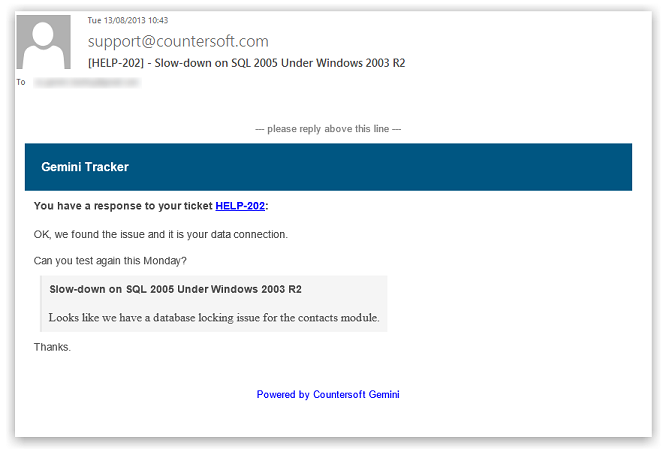 Tue 13/08/2013 10:43
support@countersoft.com
[HELP-202] - Slow-down on SQL 2005 Under Windows 2003 R2
To
— please reply above this line —
Gemini Tracker
You have a response to your ticket HELP-202:
OK, we found the issue and it is your data connection.
Can you test again this Monday?
Slow-down on SQL 2005 Under Windows 2003 R2
Looks like we have a database locking issue for the contacts module.
Thanks.
Powered by Countersoft Gemini